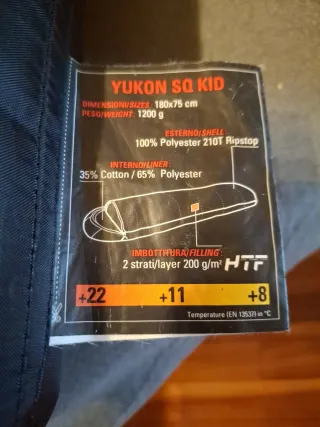 YUKON SQ KID
DIMENSIONI/SIZES: 180x75 cm
PESO/WEIGHT: 1200 g
ESTERNO/SHELL:
100% Polyester 210T Ripstop
INTERNO/LINER:
35% Cotton / 65% Polyester
IMBOTTITURA/FILLING:
2 strati/layer 200 g/m² HTF
+22 +11 +8
Temperature (EN 13537) in °C